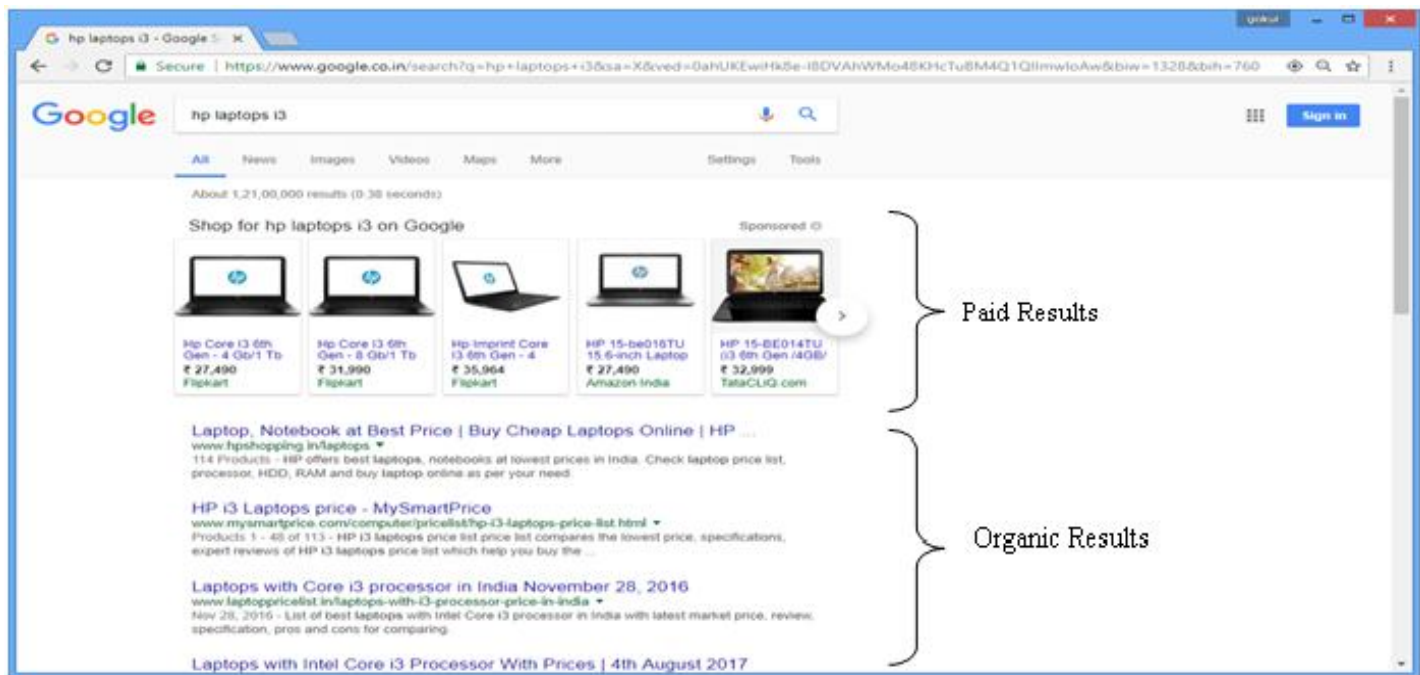 gokul
hp laptops i3 - Google S
Secure | https://www.google.co.in/search?q=hp+laptops+i3&sa=X&ved=
Google hp laptops i3 Sign in
All News Images Videos Maps More Settings Tools
About 1,21,00,000 results (0.38 seconds)
Shop for hp laptops i3 on Google Sponsored
hp
hp
hp
hp
Hp Core I3 6th
Gen - 4 Gb/1 Tb
₹ 27,490
Flipkart
Hp Core I3 6th
Gen - 8 Gb/1 Tb
₹ 31,990
Flipkart
Hp Imprint Core
I3 6th Gen - 4
₹ 35,964
Flipkart
HP 15-be016TU
15.6-inch Laptop
₹ 27,490
Amazon India
HP 15-BE014TU
(i3 6th Gen /4GB/
₹ 32,999
TataCLiQ.com
Paid Results
Laptop, Notebook at Best Price | Buy Cheap Laptops Online | HP ...
www.hpshopping.in/laptops
114 Products - HP offers best laptops, notebooks at lowest prices in India. Check laptop price list,
processor, HDD, RAM and buy laptop online as per your need.
HP i3 Laptops price - MySmartPrice
www.mysmartprice.com/computer/pricelist/hp-i3-laptops-price-list.html
Products 1 - 48 of 113 - HP i3 laptops price list price list compares the lowest price, specifications,
expert reviews of HP i3 laptops price list which help you buy the ...
Laptops with Core i3 processor in India November 28, 2016
www.laptoppricelist.in/laptops-with-i3-processor-price-in-india
Nov 28, 2016 - List of best laptops with Intel Core i3 processor in India with latest market price, review,
specification, pros and cons for comparing.
Laptops with Intel Core i3 Processor With Prices | 4th August 2017
Organic Results